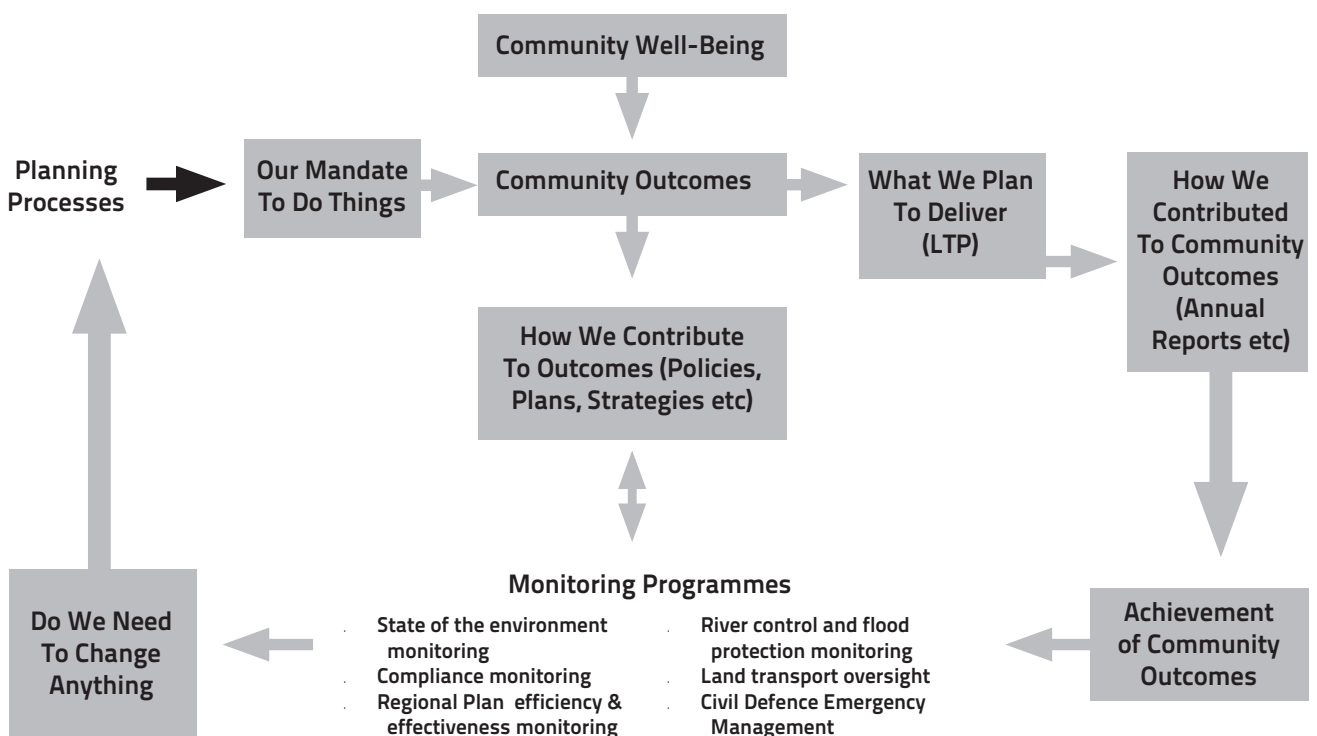 Community Well-Being
Planning
Processes
Our Mandate
To Do Things
Community Outcomes
What We Plan
To Deliver
(LTP)
How We
Contributed
To Community
Outcomes
(Annual
Reports etc)
How We Contribute
To Outcomes (Policies,
Plans, Strategies etc)
Do We Need
To Change
Anything
Monitoring Programmes
. State of the environment
monitoring
. Compliance monitoring
. Regional Plan efficiency &
effectiveness monitoring
. River control and flood
protection monitoring
. Land transport oversight
. Civil Defence Emergency
Management
Achievement
of Community
Outcomes